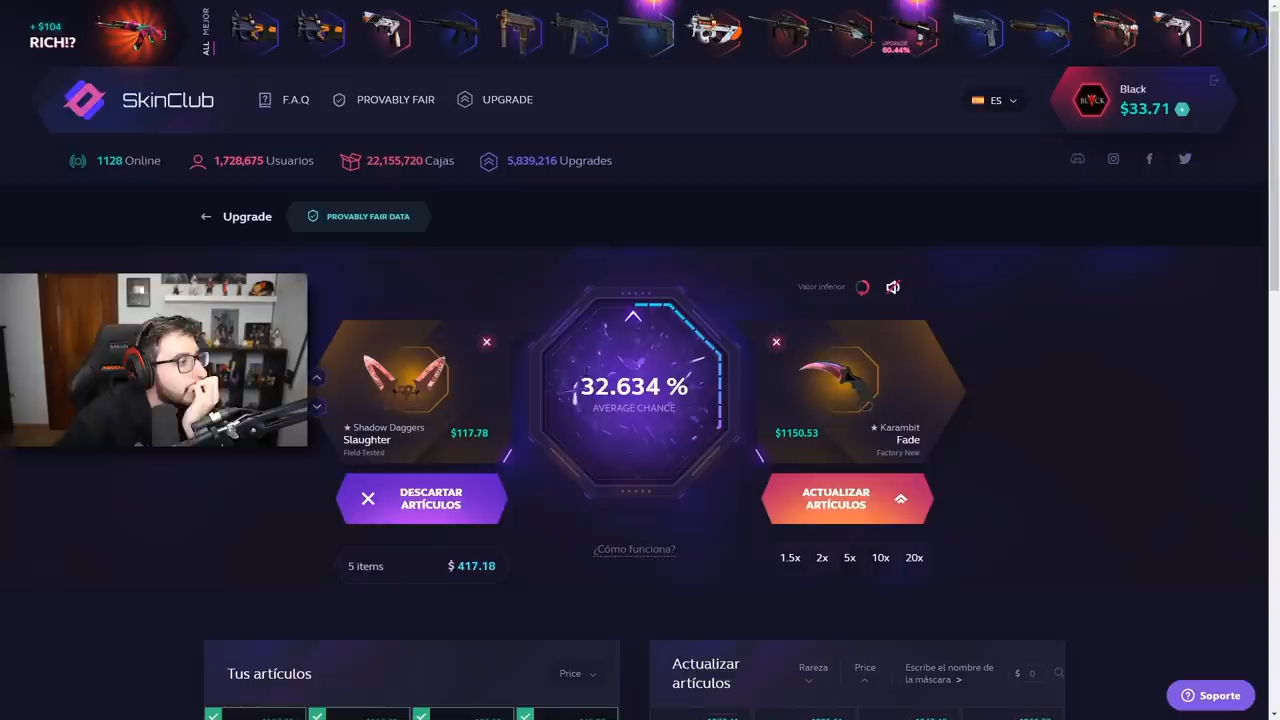 + $104
RICH!?
ALL
MEJOR
UPGRADE
60.44%
SkinClub
F.A.Q
PROVABLY FAIR
UPGRADE
ES
Black
$33.71
BLACK
1128 Online
1,728,675 Usuarios
22,155,720 Cajas
5,839,216 Upgrades
Upgrade
PROVABLY FAIR DATA
Valor inferior
32.634 %
AVERAGE CHANCE
★ Shadow Daggers
Slaughter
Field-Tested
$117.78
$1150.53
★ Karambit
Fade
Factory New
DESCARTAR
ARTÍCULOS
ACTUALIZAR
ARTÍCULOS
¿Cómo funciona?
1.5x 2x 5x 10x 20x
5 items
$ 417.18
Tus artículos
Price
Actualizar
artículos
Rareza
Price
Escribe el nombre de
la máscara >
$ 0
Soporte